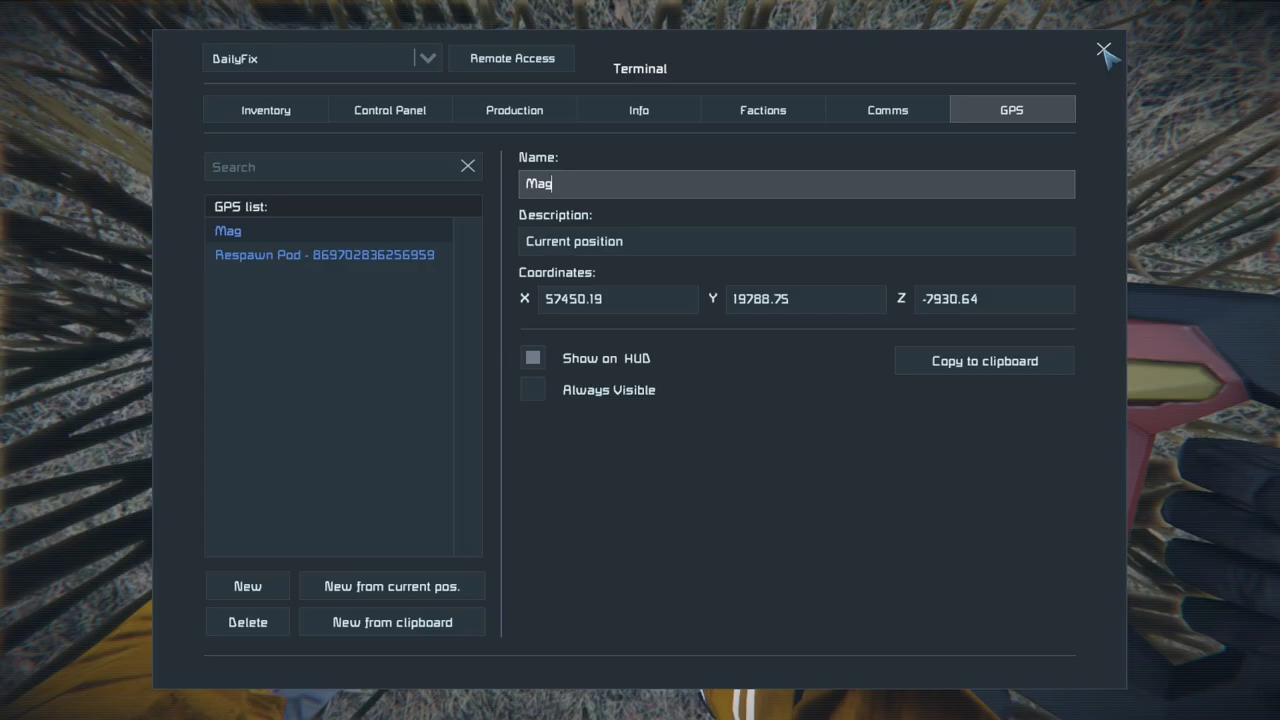 DailyFix
Remote Access
Terminal
Inventory
Control Panel
Production
Info
Factions
Comms
GPS
Search
GPS list:
Mag
Respawn Pod - 869702836256959
New
New from current pos.
Delete
New from clipboard
Name:
Mag
Description:
Current position
Coordinates:
X 57450.19 Y 19788.75 Z -7930.64
Show on HUD
Copy to clipboard
Always Visible